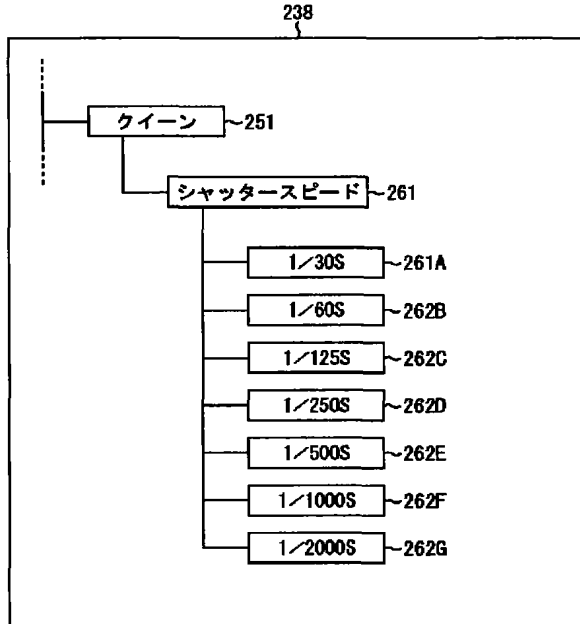 238
クイーン ~251
シャッタースピード ~261
1/30S ~261A
1/60S ~262B
1/125S ~262C
1/250S ~262D
1/500S ~262E
1/1000S ~262F
1/2000S ~262G